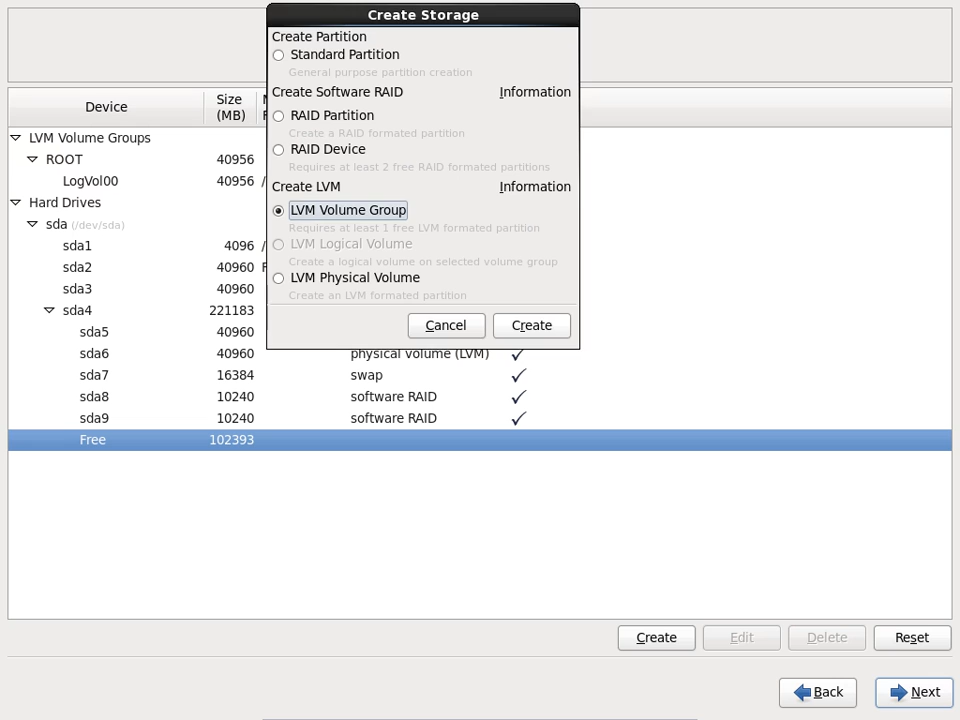 Create Storage
Create Partition
Standard Partition
General purpose partition creation
Create Software RAID Information
RAID Partition
Create a RAID formated partition
RAID Device
Requires at least 2 free RAID formated partitions
Create LVM Information
LVM Volume Group
Requires at least 1 free LVM formated partition
LVM Logical Volume
Create a logical volume on selected volume group
LVM Physical Volume
Create an LVM formated partition
Cancel Create
Device Size (MB)
LVM Volume Groups
ROOT 40956
LogVol00 40956 /
Hard Drives
sda (/dev/sda)
sda1 4096 /
sda2 40960
sda3 40960
sda4 221183
sda5 40960
sda6 40960 physical volume (LVM) ✓
sda7 16384 swap ✓
sda8 10240 software RAID ✓
sda9 10240 software RAID ✓
Free 102393
Create Edit Delete Reset
Back Next